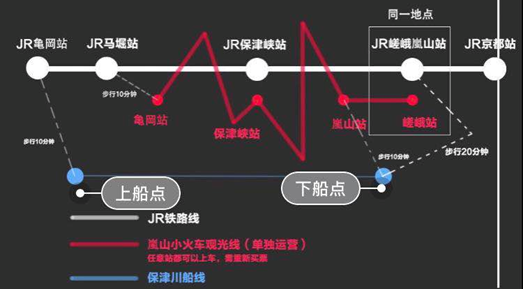 同一地点
JR亀岡站
JR马堀站
JR保津峡站
JR嵯峨嵐山站
JR京都站
步行10分钟
亀岡站
保津峡站
嵐山站
嵯峨站
步行10分钟
步行10分钟
步行20分钟
上船点
下船点
JR铁路线
嵐山小火车观光线（单独运营）
任意站都可以上车，需重新买票
保津川船线